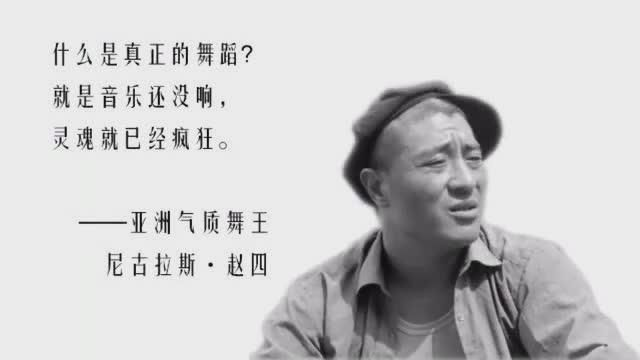 什么是真正的舞蹈？
就是音乐还没响，
灵魂就已经疯狂。
——亚洲气质舞王
尼古拉斯·赵四